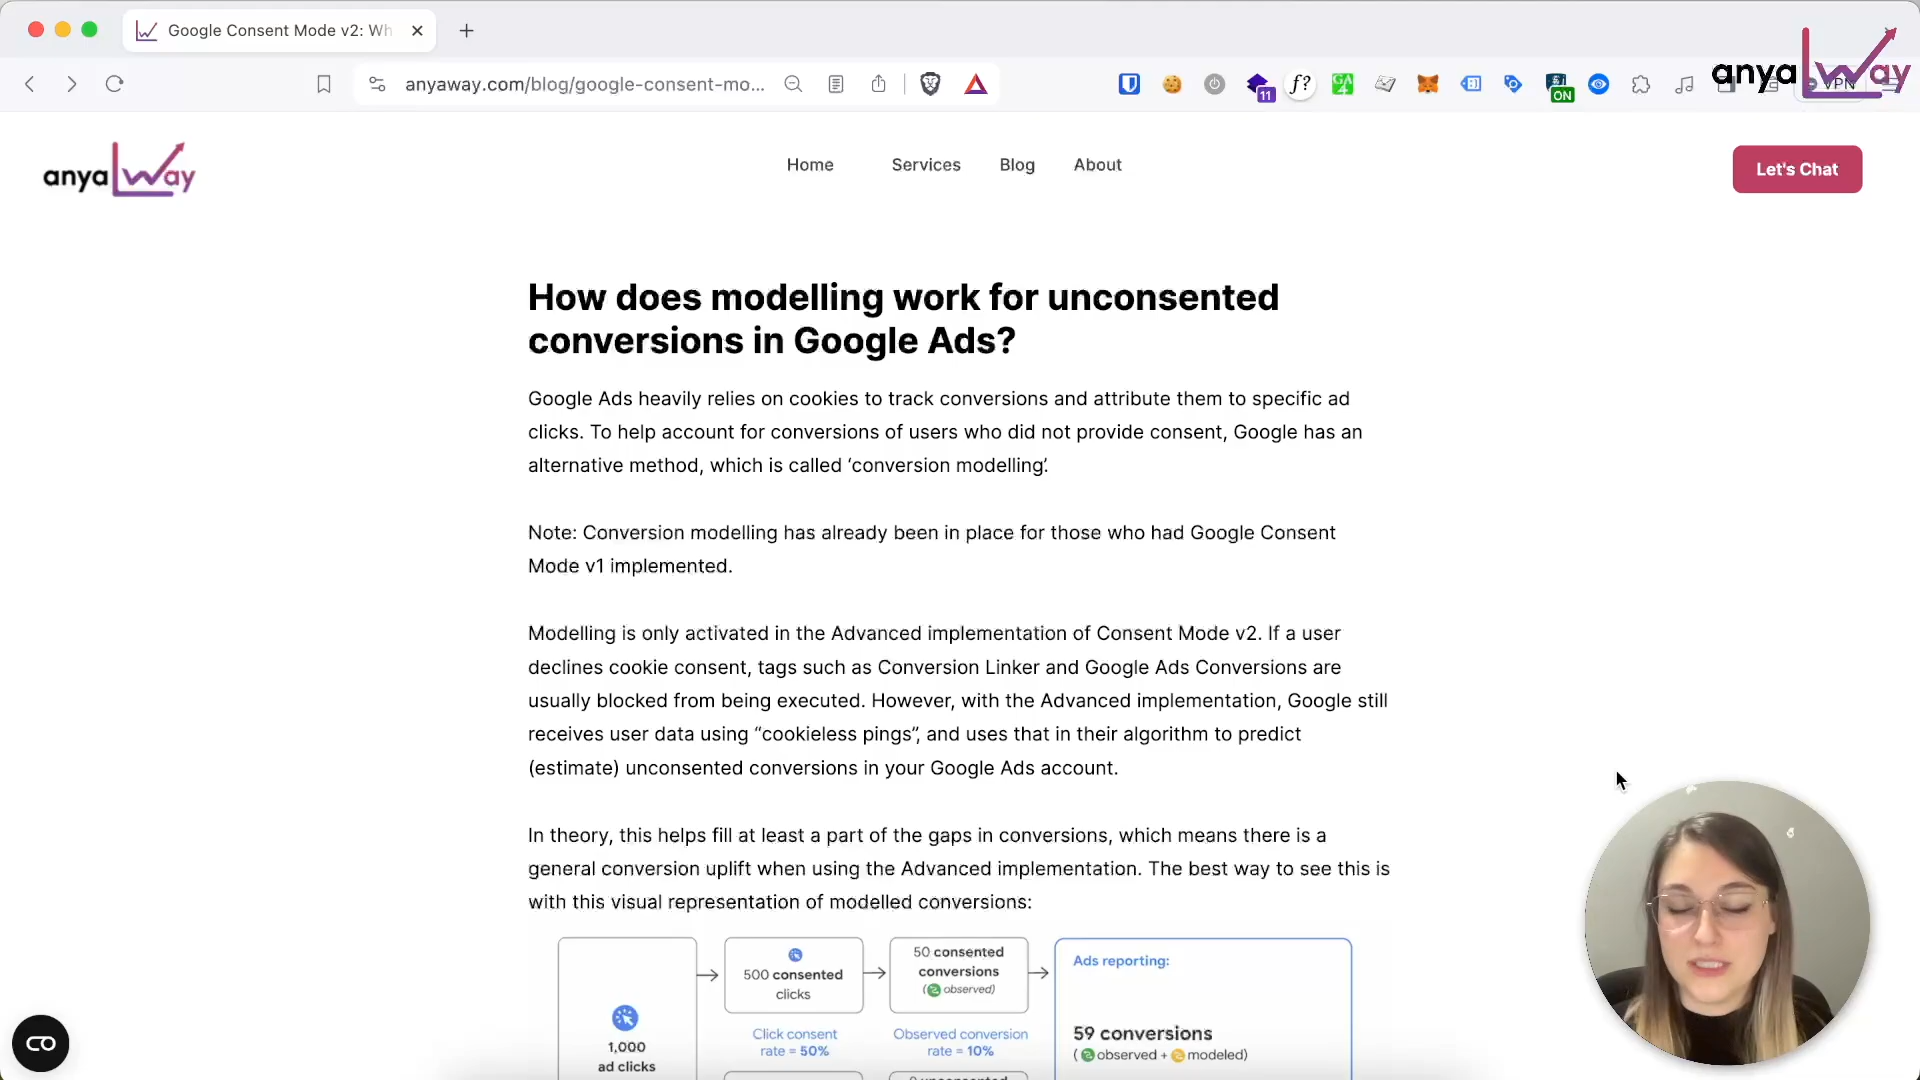 Google Consent Mode v2: Wh
anyaway.com/blog/google-consent-mo...
11
f?
GA
4
ON
VPN
anyaway
anyaway
Home
Services
Blog
About
Let's Chat
How does modelling work for unconsented
conversions in Google Ads?
Google Ads heavily relies on cookies to track conversions and attribute them to specific ad
clicks. To help account for conversions of users who did not provide consent, Google has an
alternative method, which is called ‘conversion modelling’.
Note: Conversion modelling has already been in place for those who had Google Consent
Mode v1 implemented.
Modelling is only activated in the Advanced implementation of Consent Mode v2. If a user
declines cookie consent, tags such as Conversion Linker and Google Ads Conversions are
usually blocked from being executed. However, with the Advanced implementation, Google still
receives user data using “cookieless pings”, and uses that in their algorithm to predict
(estimate) unconsented conversions in your Google Ads account.
In theory, this helps fill at least a part of the gaps in conversions, which means there is a
general conversion uplift when using the Advanced implementation. The best way to see this is
with this visual representation of modelled conversions:
1,000
ad clicks
500 consented
clicks
Click consent
rate = 50%
50 consented
conversions
(observed)
Observed conversion
rate = 10%
Ads reporting:
59 conversions
(observed + modeled)